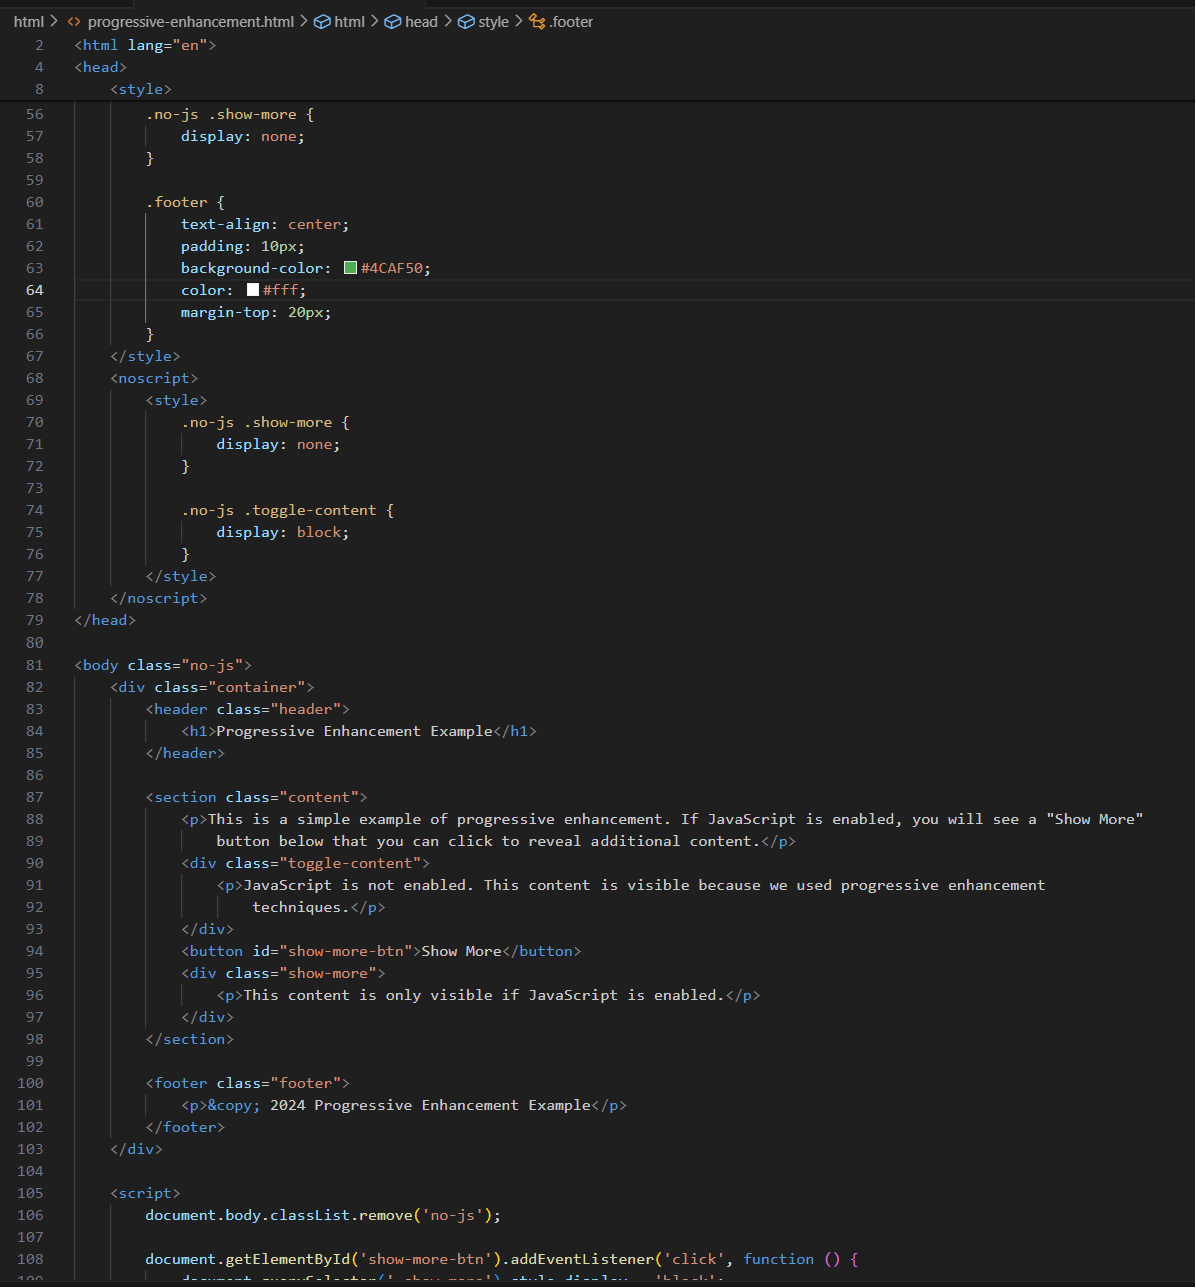 html > <> progressive-enhancement.html > html > head > style > .footer
2 <html lang="en">
4 <head>
8 <style>
56 .no-js .show-more {
57 display: none;
58 }
59
60 .footer {
61 text-align: center;
62 padding: 10px;
63 background-color: #4CAF50;
64 color: #fff;
65 margin-top: 20px;
66 }
67 </style>
68 <noscript>
69 <style>
70 .no-js .show-more {
71 display: none;
72 }
73
74 .no-js .toggle-content {
75 display: block;
76 }
77 </style>
78 </noscript>
79 </head>
80
81 <body class="no-js">
82 <div class="container">
83 <header class="header">
84 <h1>Progressive Enhancement Example</h1>
85 </header>
86
87 <section class="content">
88 <p>This is a simple example of progressive enhancement. If JavaScript is enabled, you will see a "Show More"
89 button below that you can click to reveal additional content.</p>
90 <div class="toggle-content">
91 <p>JavaScript is not enabled. This content is visible because we used progressive enhancement
92 techniques.</p>
93 </div>
94 <button id="show-more-btn">Show More</button>
95 <div class="show-more">
96 <p>This content is only visible if JavaScript is enabled.</p>
97 </div>
98 </section>
99
100 <footer class="footer">
101 <p>&copy; 2024 Progressive Enhancement Example</p>
102 </footer>
103 </div>
104
105 <script>
106 document.body.classList.remove('no-js');
107
108 document.getElementById('show-more-btn').addEventListener('click', function () {